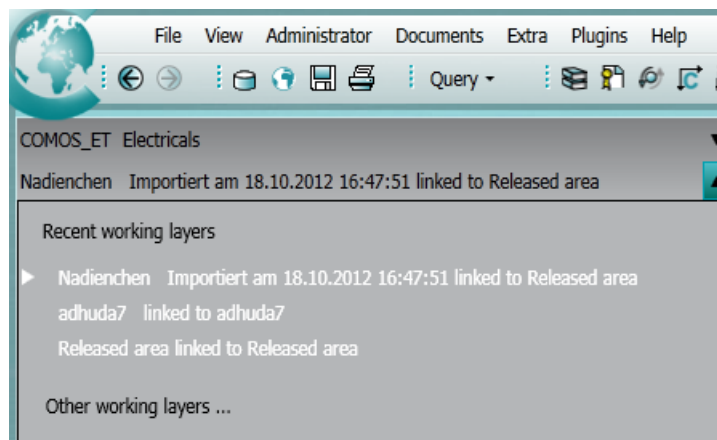 File View Administrator Documents Extra Plugins Help
Query
COMOS_ET Electricals
Nadienchen Importiert am 18.10.2012 16:47:51 linked to Released area
Recent working layers
Nadienchen Importiert am 18.10.2012 16:47:51 linked to Released area
adhuda7 linked to adhuda7
Released area linked to Released area
Other working layers ...